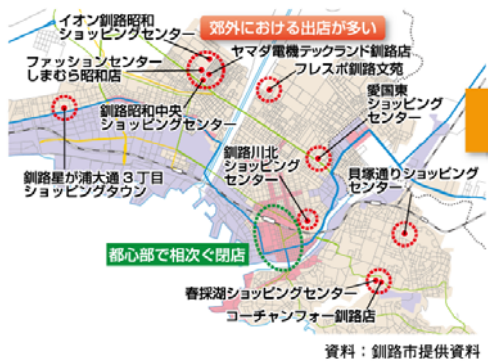 イオン釧路昭和
ショッピングセンター
郊外における出店が多い
ヤマダ電機テックランド釧路店
ファッションセンター
しまむら昭和店
フレスポ釧路文苑
釧路昭和中央
ショッピングセンター
愛国東
ショッピング
センター
釧路川北
ショッピング
センター
貝塚通りショッピング
センター
釧路星が浦大通3丁目
ショッピングタウン
都心部で相次ぐ閉店
春採湖ショッピングセンター
コーチャンフォー釧路店
資料：釧路市提供資料